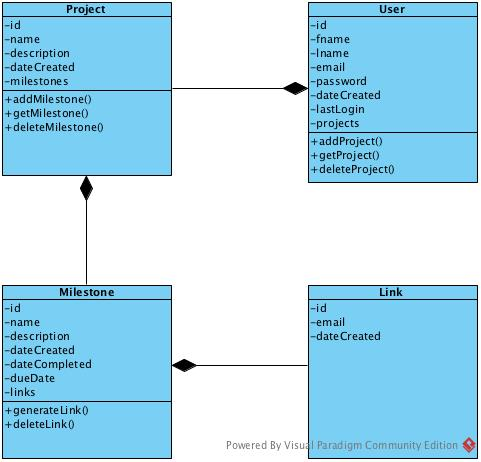 Project
-id
-name
-description
-dateCreated
-milestones
+addMilestone()
+getMilestone()
+deleteMilestone()
User
-id
-fname
-lname
-email
-password
-dateCreated
-lastLogin
-projects
+addProject()
+getProject()
+deleteProject()
Milestone
-id
-name
-description
-dateCreated
-dateCompleted
-dueDate
-links
+generateLink()
+deleteLink()
Link
-id
-email
-dateCreated
Powered By Visual Paradigm Community Edition